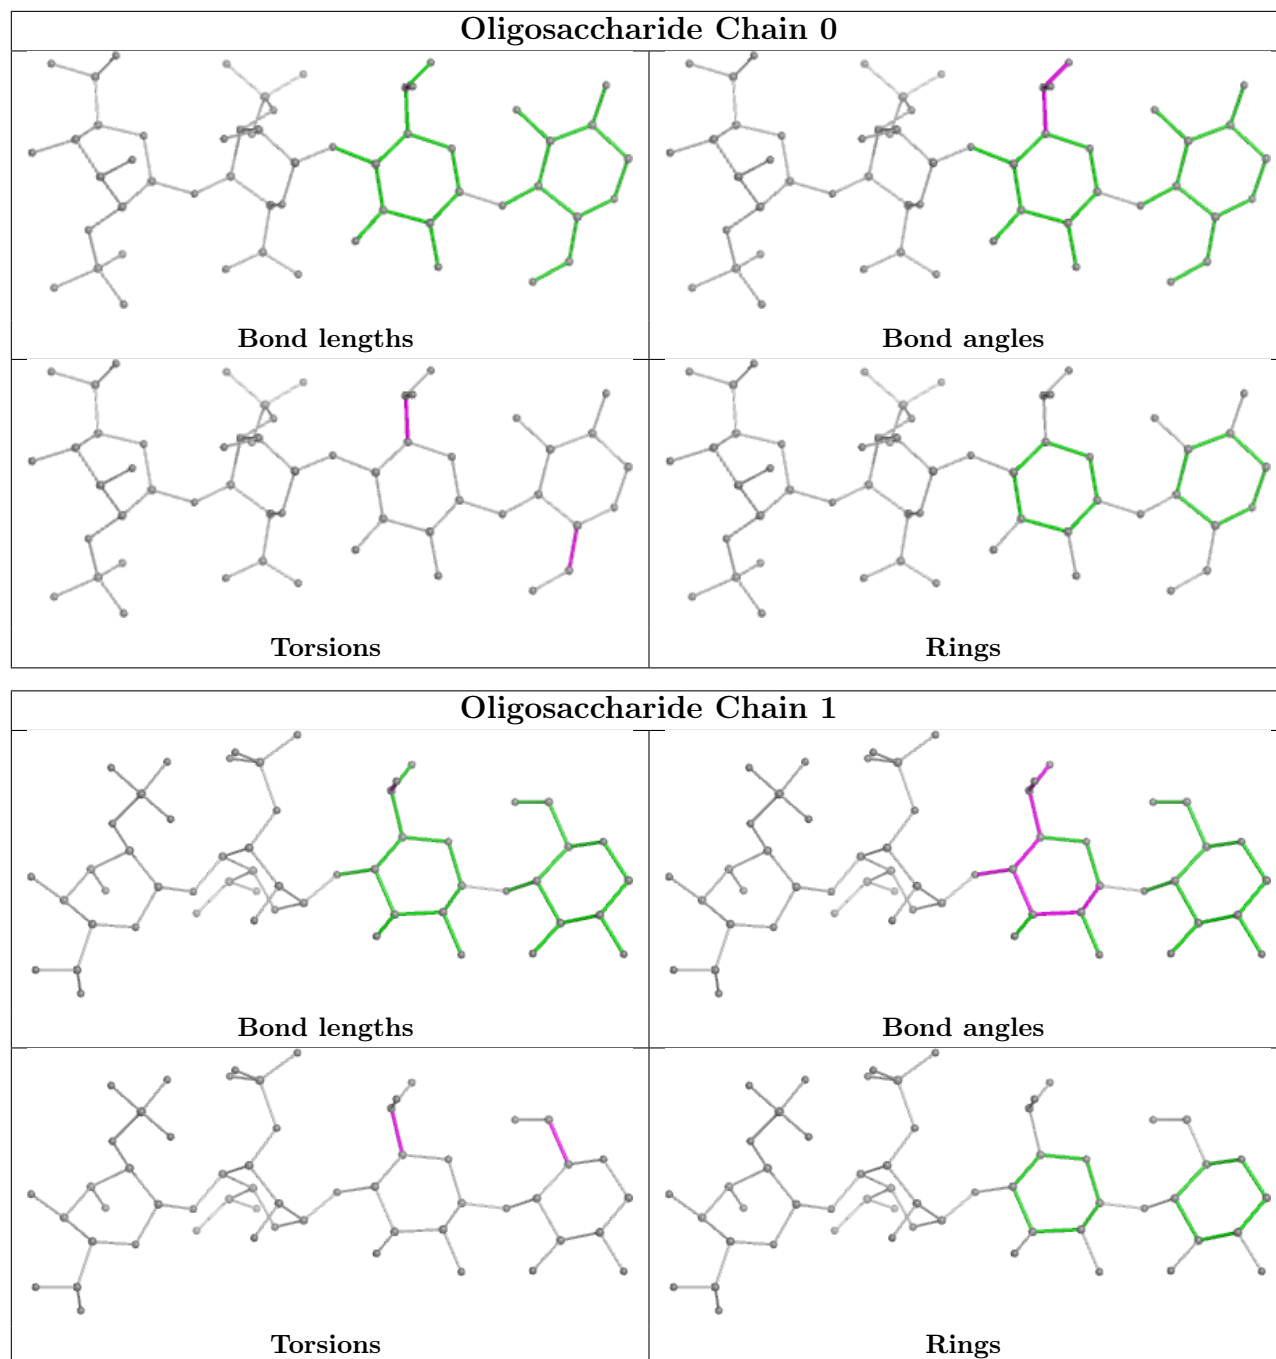 Oligosaccharide Chain 0
Bond lengths
Bond angles
Torsions
Rings
Oligosaccharide Chain 1
Bond lengths
Bond angles
Torsions
Rings